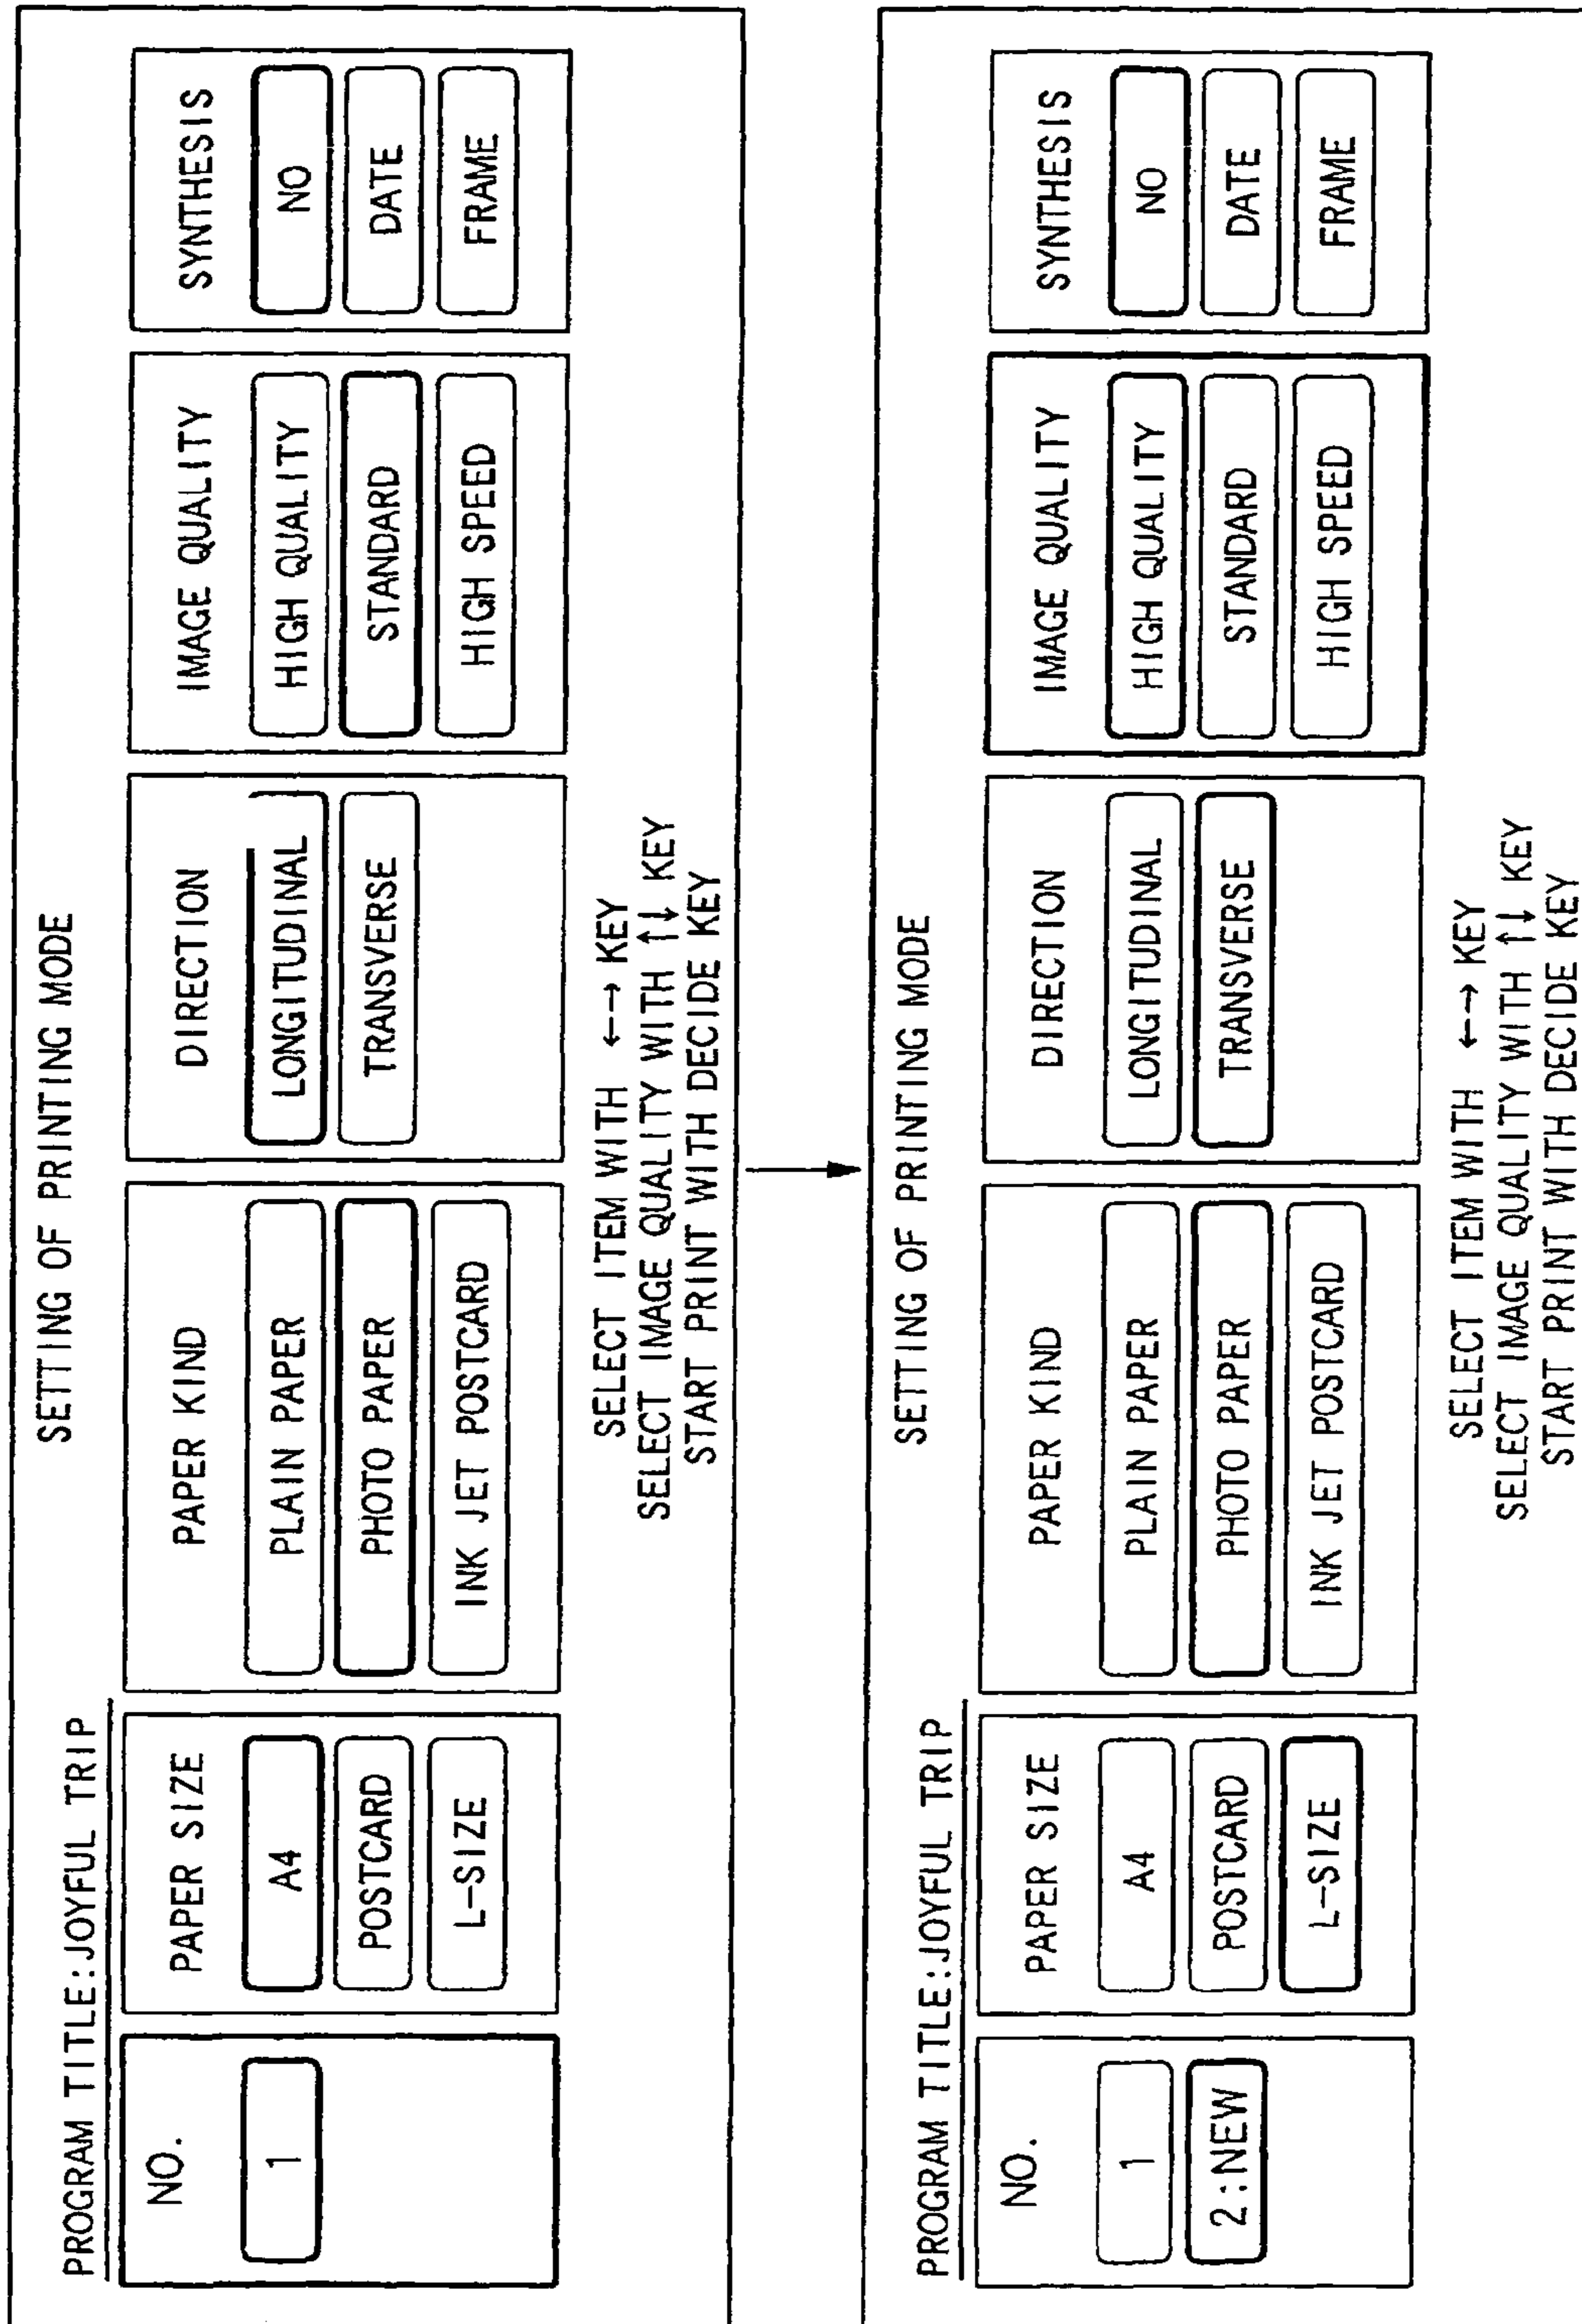 SETTING OF PRINTING MODE
PROGRAM TITLE:JOYFUL TRIP
NO.
1
PAPER SIZE
A4
POSTCARD
L-SIZE
PAPER KIND
PLAIN PAPER
PHOTO PAPER
INK JET POSTCARD
DIRECTION
LONGITUDINAL
TRANSVERSE
IMAGE QUALITY
HIGH QUALITY
STANDARD
HIGH SPEED
SYNTHESIS
NO
DATE
FRAME
SELECT ITEM WITH ←→ KEY
SELECT IMAGE QUALITY WITH ↑↓ KEY
START PRINT WITH DECIDE KEY
SETTING OF PRINTING MODE
PROGRAM TITLE:JOYFUL TRIP
NO.
1
2:NEW
PAPER SIZE
A4
POSTCARD
L-SIZE
PAPER KIND
PLAIN PAPER
PHOTO PAPER
INK JET POSTCARD
DIRECTION
LONGITUDINAL
TRANSVERSE
IMAGE QUALITY
HIGH QUALITY
STANDARD
HIGH SPEED
SYNTHESIS
NO
DATE
FRAME
SELECT ITEM WITH ←→ KEY
SELECT IMAGE QUALITY WITH ↑↓ KEY
START PRINT WITH DECIDE KEY